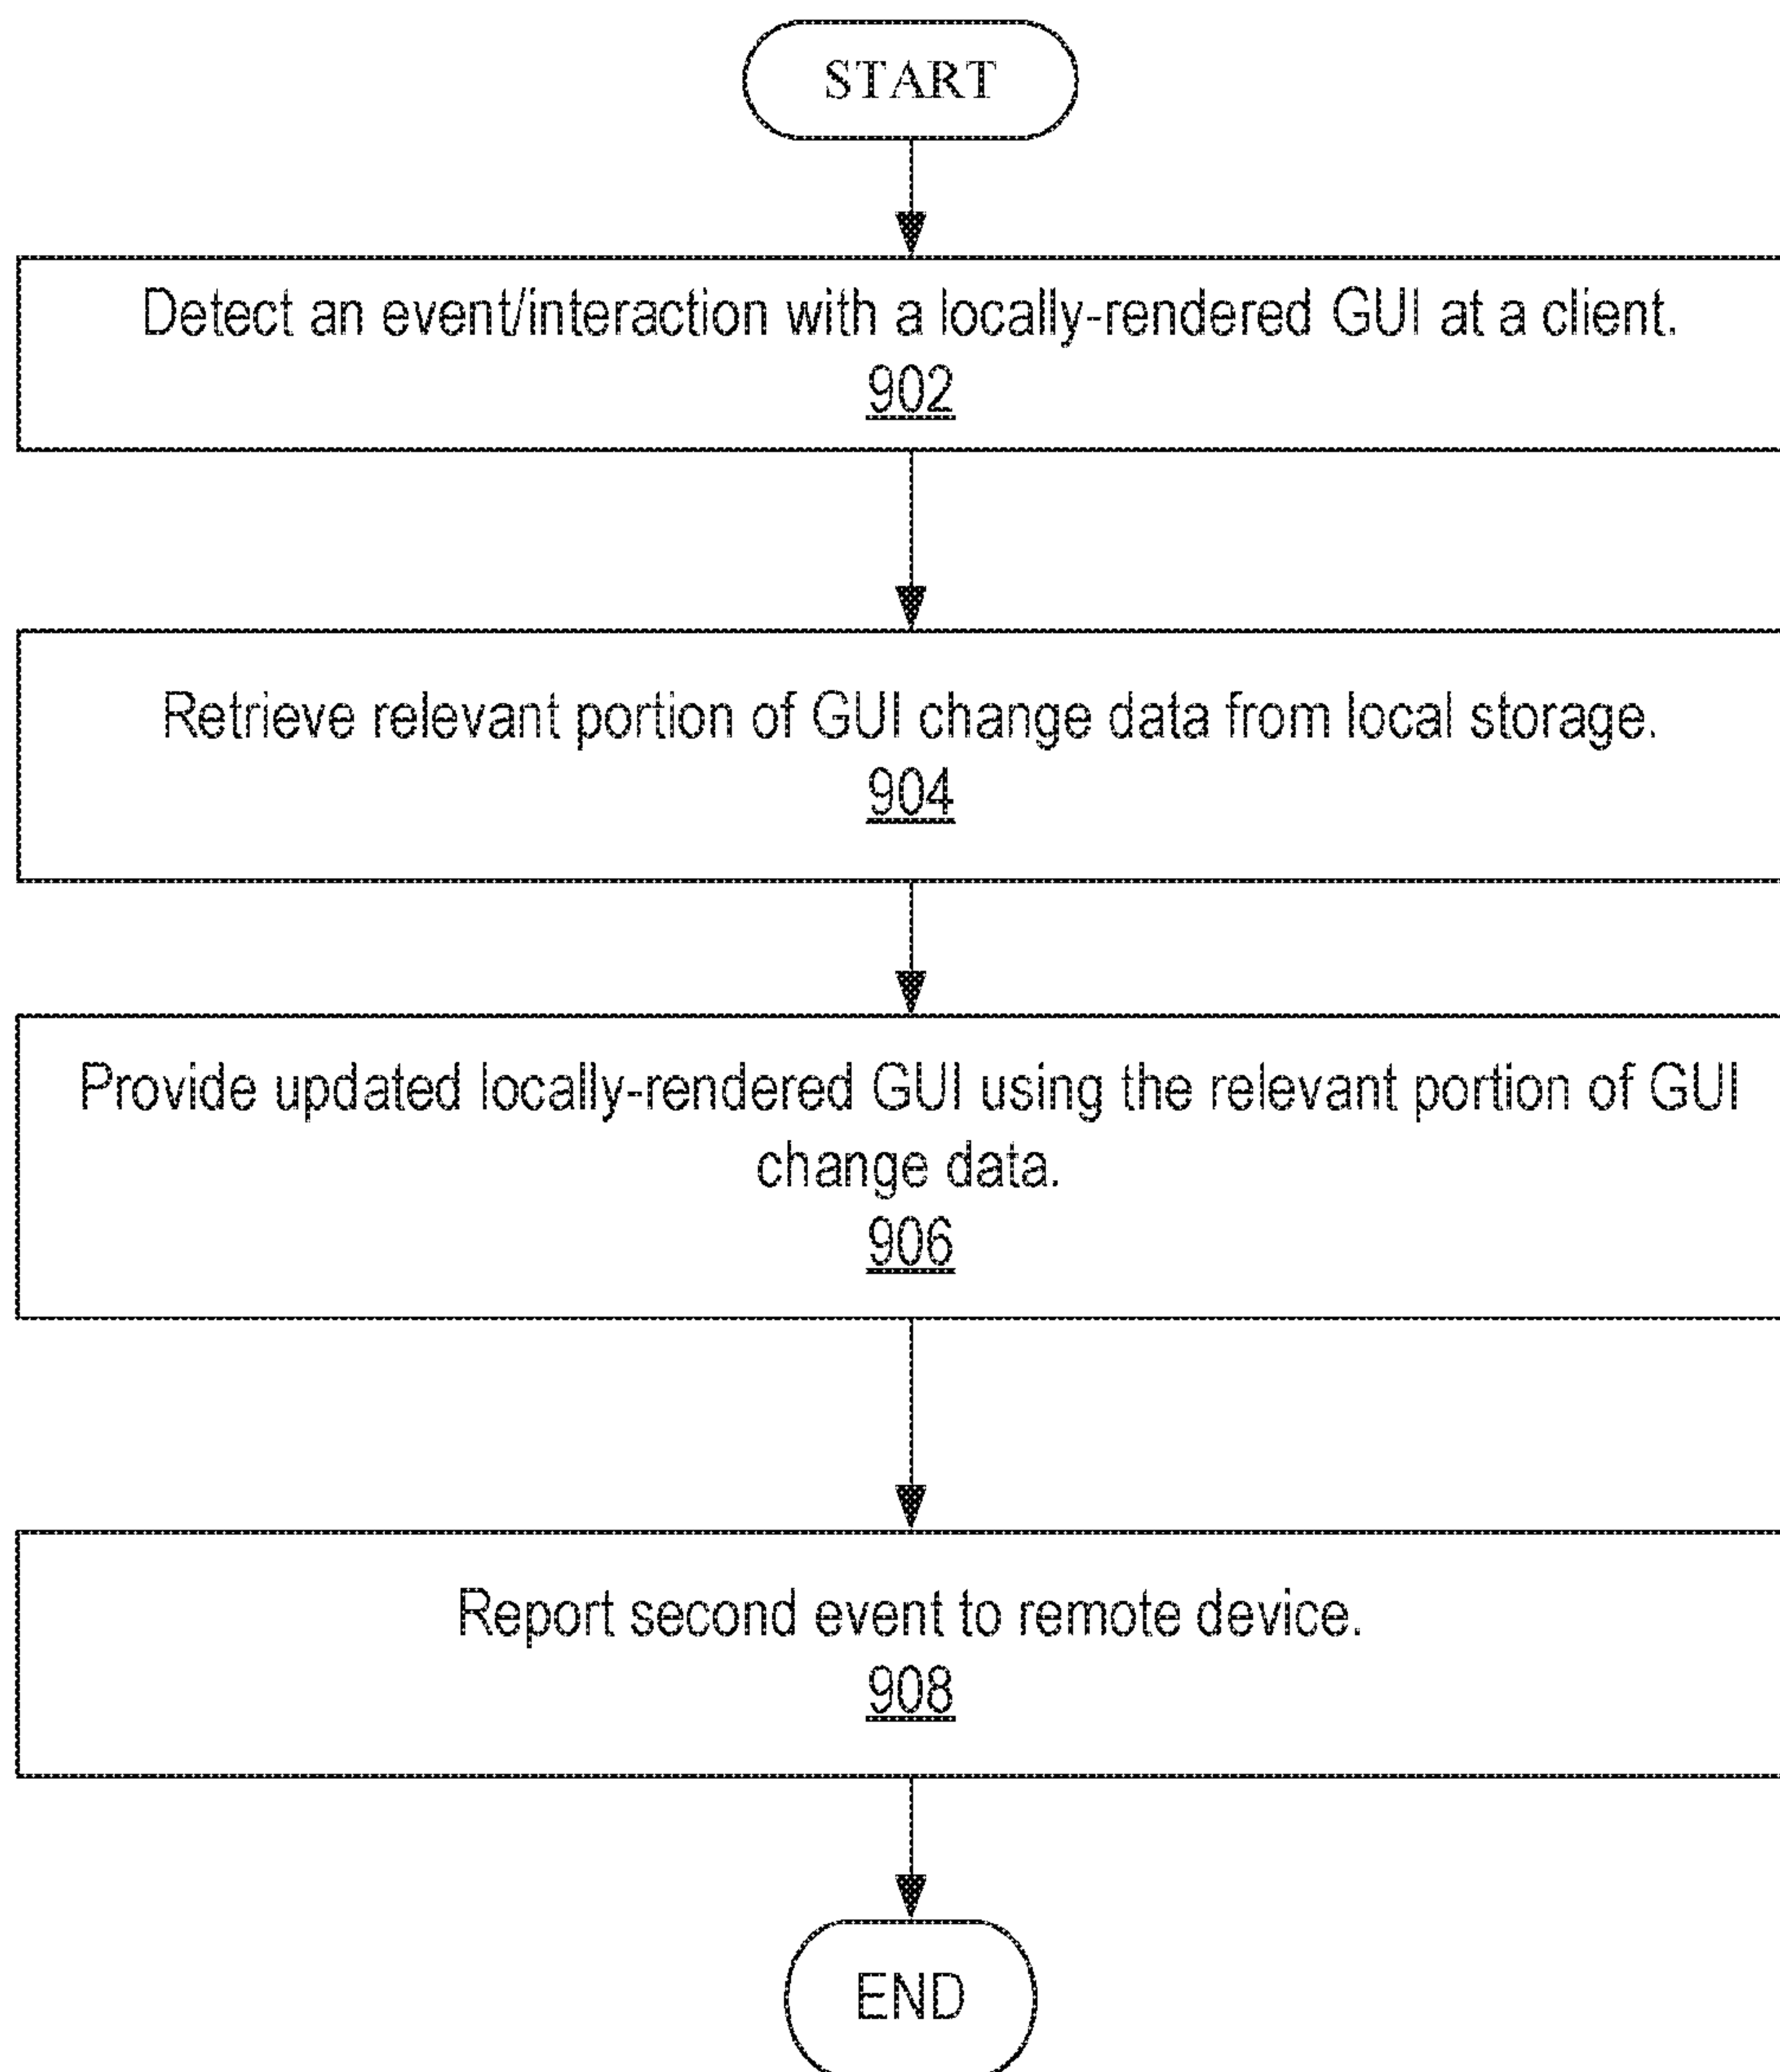 START
Detect an event/interaction with a locally-rendered GUI at a client.
902
Retrieve relevant portion of GUI change data from local storage.
904
Provide updated locally-rendered GUI using the relevant portion of GUI
change data.
906
Report second event to remote device.
908
END